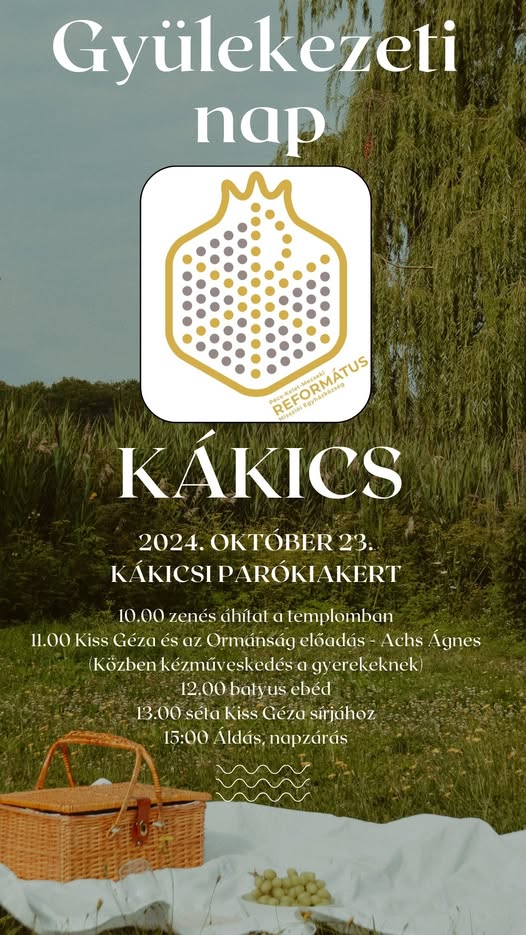 Gyülekezeti
nap
Pécs-Kelet-Mecseki
REFORMÁTUS
Missziói Egyházközség
KÁKICS
2024. OKTÓBER 23.
KÁKICSI PARÓKIAKERT
10.00 zenés áhítat a templomban
11.00 Kiss Géza és az Ormánság előadás - Achs Ágnes
(Közben kézműveskedés a gyerekeknek)
12.00 batyus ebéd
13.00 séta Kiss Géza sírjához
15:00 Áldás, napzárás